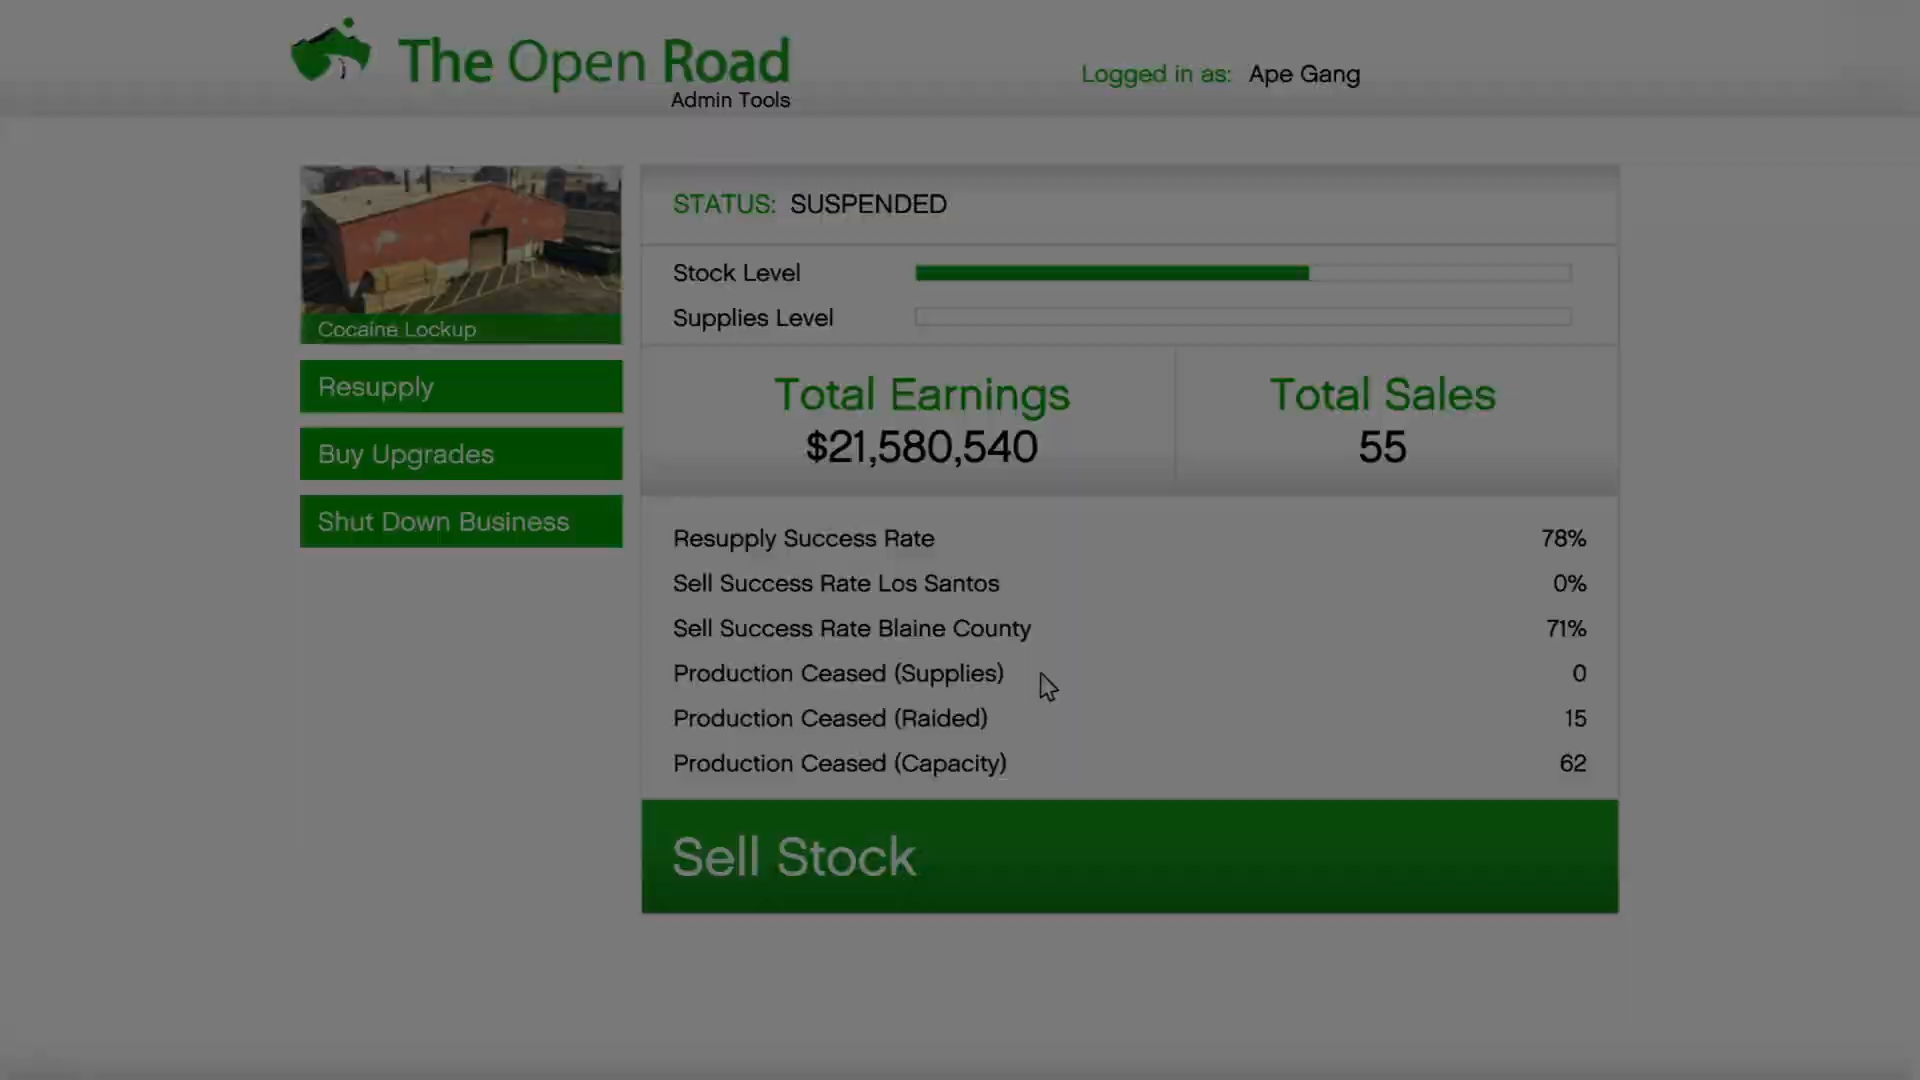 The Open Road
Admin Tools
Logged in as: Ape Gang
Cocaine Lockup
Resupply
Buy Upgrades
Shut Down Business
STATUS: SUSPENDED
Stock Level
Supplies Level
Total Earnings
$21,580,540
Total Sales
55
Resupply Success Rate 78%
Sell Success Rate Los Santos 0%
Sell Success Rate Blaine County 71%
Production Ceased (Supplies) 0
Production Ceased (Raided) 15
Production Ceased (Capacity) 62
Sell Stock